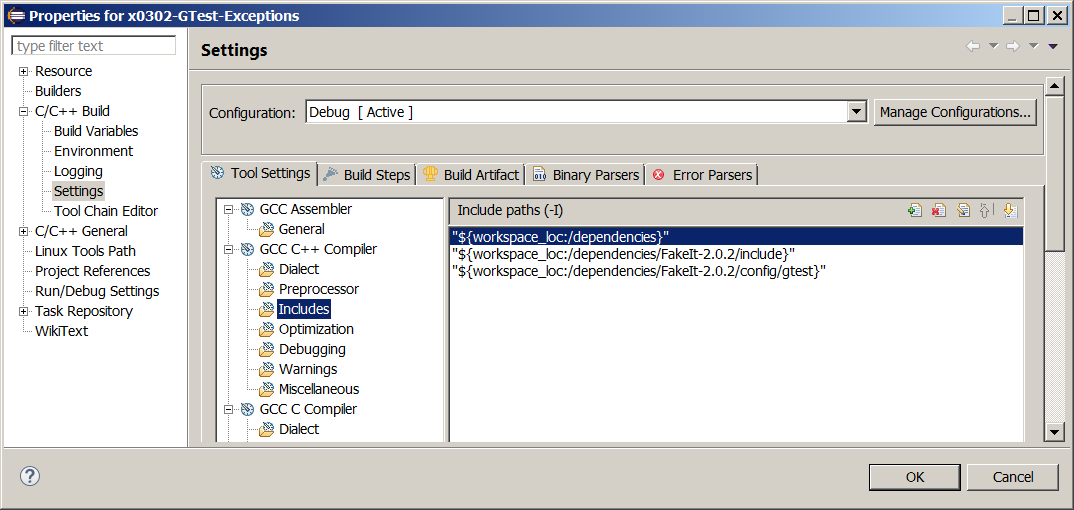 Properties for x0302-GTest-Exceptions
type filter text
Resource
Builders
C/C++ Build
Build Variables
Environment
Logging
Settings
Tool Chain Editor
C/C++ General
Linux Tools Path
Project References
Run/Debug Settings
Task Repository
WikiText
Settings
Configuration: Debug [ Active ] Manage Configurations...
Tool Settings Build Steps Build Artifact Binary Parsers Error Parsers
GCC Assembler
General
GCC C++ Compiler
Dialect
Preprocessor
Includes
Optimization
Debugging
Warnings
Miscellaneous
GCC C Compiler
Dialect
Include paths (-I)
"${workspace_loc:/dependencies}"
"${workspace_loc:/dependencies/FakeIt-2.0.2/include}"
"${workspace_loc:/dependencies/FakeIt-2.0.2/config/gtest}"
? OK Cancel